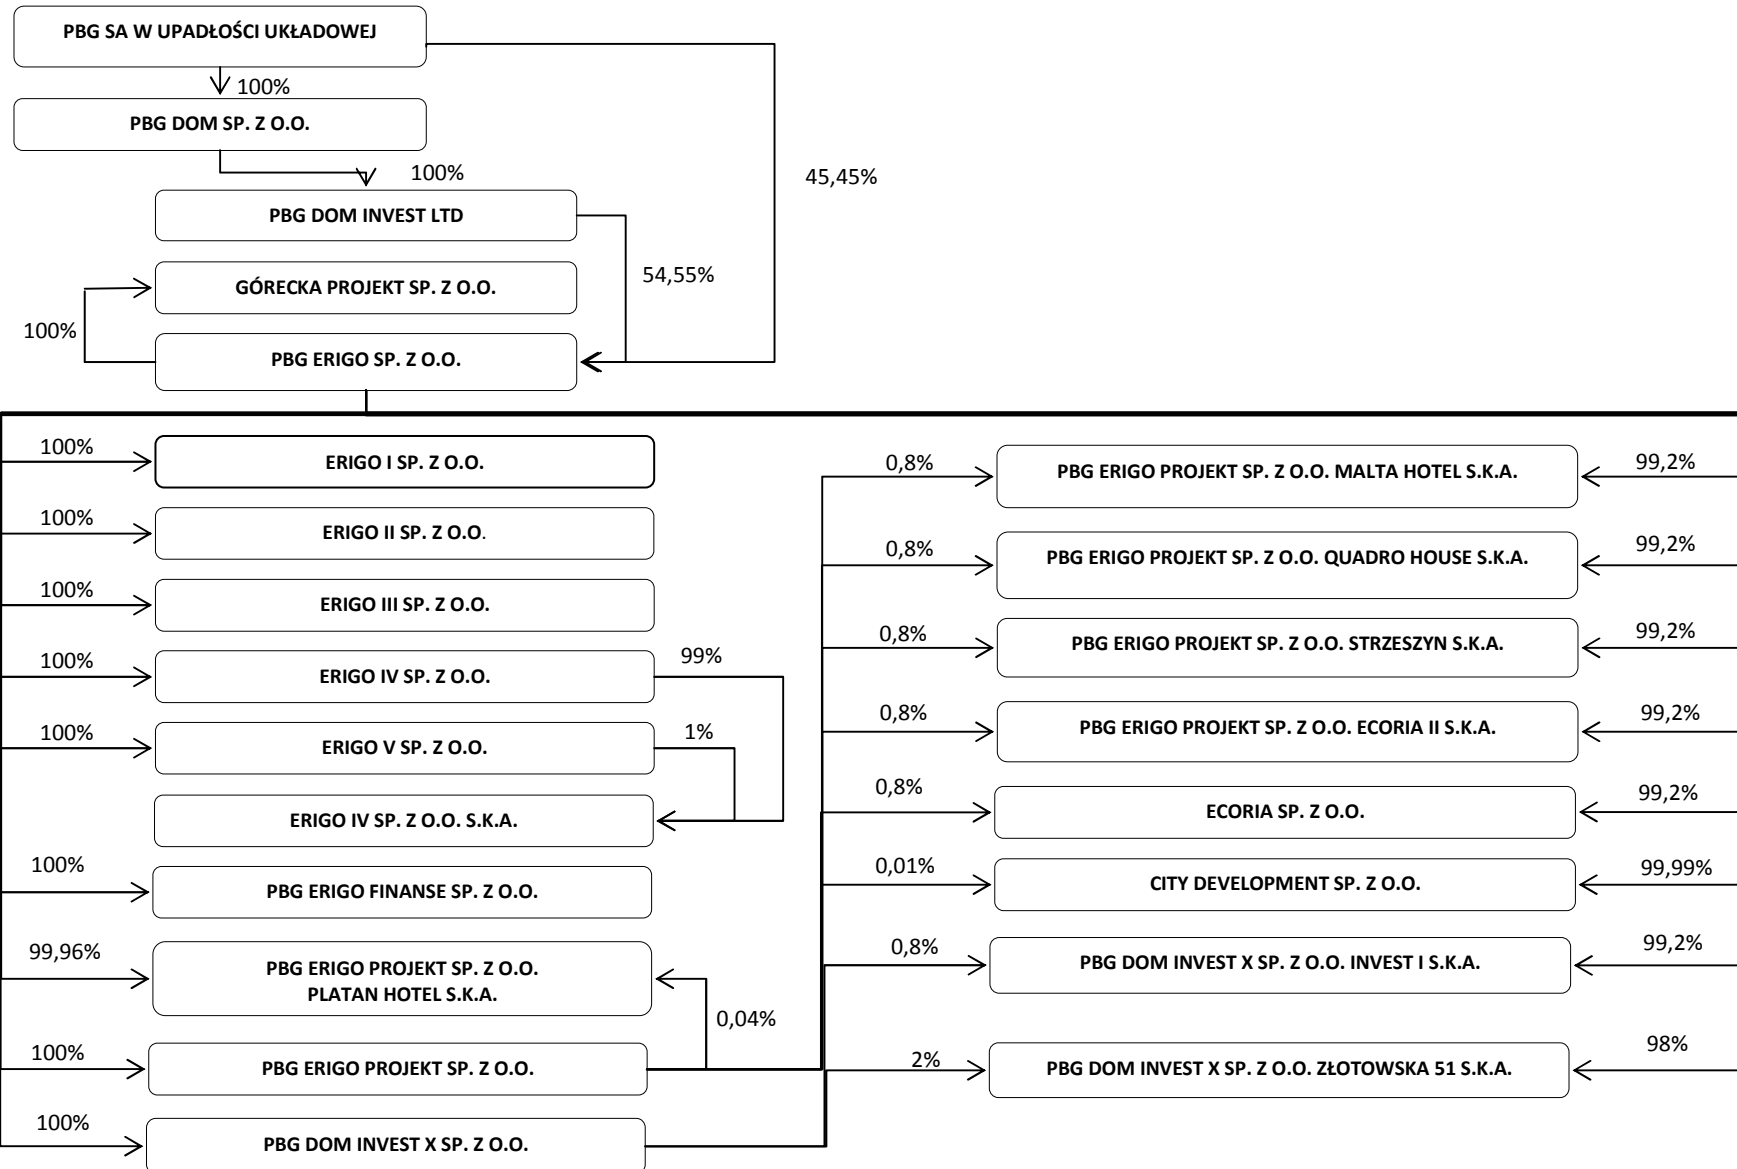 PBG SA W UPADŁOŚCI UKŁADOWEJ
100%
PBG DOM SP. Z O.O.
100%
45,45%
PBG DOM INVEST LTD
54,55%
GÓRECKA PROJEKT SP. Z O.O.
100%
PBG ERIGO SP. Z O.O.
100%
ERIGO I SP. Z O.O.
100%
ERIGO II SP. Z O.O.
100%
ERIGO III SP. Z O.O.
100%
ERIGO IV SP. Z O.O.
99%
100%
ERIGO V SP. Z O.O.
1%
ERIGO IV SP. Z O.O. S.K.A.
100%
PBG ERIGO FINANSE SP. Z O.O.
99,96%
PBG ERIGO PROJEKT SP. Z O.O.
PLATAN HOTEL S.K.A.
0,04%
100%
PBG ERIGO PROJEKT SP. Z O.O.
100%
PBG DOM INVEST X SP. Z O.O.
0,8%
PBG ERIGO PROJEKT SP. Z O.O. MALTA HOTEL S.K.A.
99,2%
0,8%
PBG ERIGO PROJEKT SP. Z O.O. QUADRO HOUSE S.K.A.
99,2%
0,8%
PBG ERIGO PROJEKT SP. Z O.O. STRZESZYN S.K.A.
99,2%
0,8%
PBG ERIGO PROJEKT SP. Z O.O. ECORIA II S.K.A.
99,2%
0,8%
ECORIA SP. Z O.O.
99,2%
0,01%
CITY DEVELOPMENT SP. Z O.O.
99,99%
0,8%
PBG DOM INVEST X SP. Z O.O. INVEST I S.K.A.
99,2%
2%
PBG DOM INVEST X SP. Z O.O. ZŁOTOWSKA 51 S.K.A.
98%